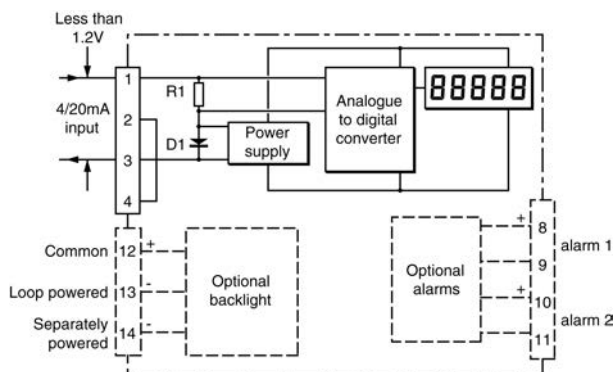 Less than
1.2V
4/20mA
input
1
2
3
4
R1
D1
Power
supply
Analogue
to digital
converter
88888
Common
Loop powered
Separately
powered
12
13
14
+
-
-
Optional
backlight
Optional
alarms
+
+
8
9
10
11
alarm 1
alarm 2